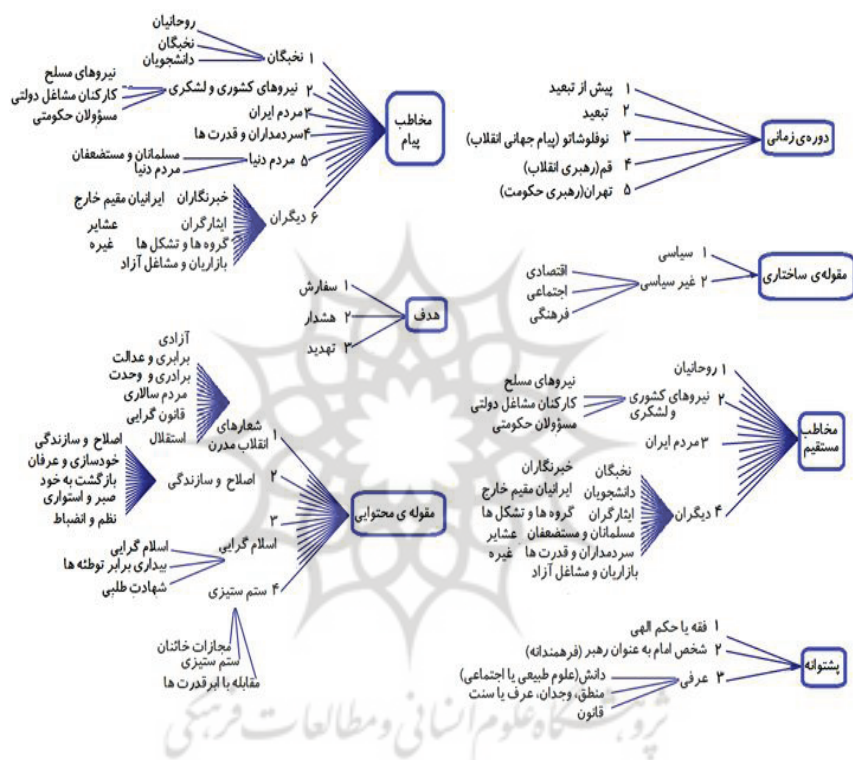 دوره‌ی زمانی
۱ پیش از تبعید
۲ تبعید
۳ نوفلوشاتو (پیام جهانی انقلاب)
۴ قم(رهبری انقلاب)
۵ تهران(رهبری حکومت)
مقوله‌ی ساختاری
۱ سیاسی
۲ غیر سیاسی
اقتصادی
اجتماعی
فرهنگی
مخاطب مستقیم
۱ روحانیان
۲ نیروهای کشوری و لشکری
نیروهای مسلح
کارکنان مشاغل دولتی
مسؤولان حکومتی
۳ مردم ایران
۴ دیگران
نخبگان خبرنگاران
دانشجویان ایرانیان مقیم خارج
ایثارگران گروه ها و تشکل ها
مسلمانان و مستضعفان عشایر
سردمداران و قدرت ها غیره
بازاریان و مشاغل آزاد
پشتوانه
۱ فقه یا حکم الهی
۲ شخص امام به عنوان رهبر (فرهمندانه)
۳ عرفی
دانش(علوم طبیعی یا اجتماعی)
منطق، وجدان، عرف یا سنت
قانون
مخاطب پیام
۱ نخبگان
روحانیان
نخبگان
دانشجویان
۲ نیروهای کشوری و لشکری
نیروهای مسلح
کارکنان مشاغل دولتی
مسؤولان حکومتی
۳ مردم ایران
۴ سردمداران و قدرت ها
۵ مردم دنیا
مسلمانان و مستضعفان
مردم دنیا
۶ دیگران
خبرنگاران ایرانیان مقیم خارج
ایثارگران عشایر
گروه ها و تشکل ها غیره
بازاریان و مشاغل آزاد
هدف
۱ سفارش
۲ هشدار
۳ تهدید
مقوله ی محتوایی
۱ شعارهای انقلاب مدرن
آزادی
برابری و عدالت
برادری و وحدت
مردم سالاری
قانون گرایی
استقلال
۲ اصلاح و سازندگی
اصلاح و سازندگی
خودسازی و عرفان
بازگشت به خود
صبر و استواری
نظم و انضباط
۳
اسلام گرایی
اسلام گرایی
بیداری برابر توطئه ها
شهادت طلبی
۴ ستم ستیزی
مجازات خائنان
ستم ستیزی
مقابله با ابرقدرت ها
پژوهشگاه علوم انسانی و مطالعات فرهنگی